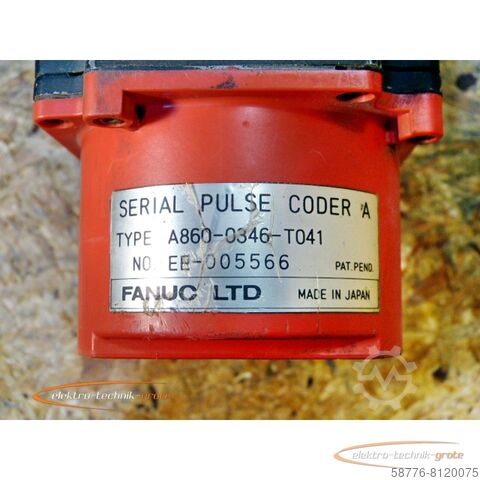 SERIAL PULSE CODER A
TYPE A860-0346-T041
NO. EE-005566 PAT.PEND.
FANUC LTD MADE IN JAPAN
elektro-technik-grote
elektro-technik-grote
58776-8120075